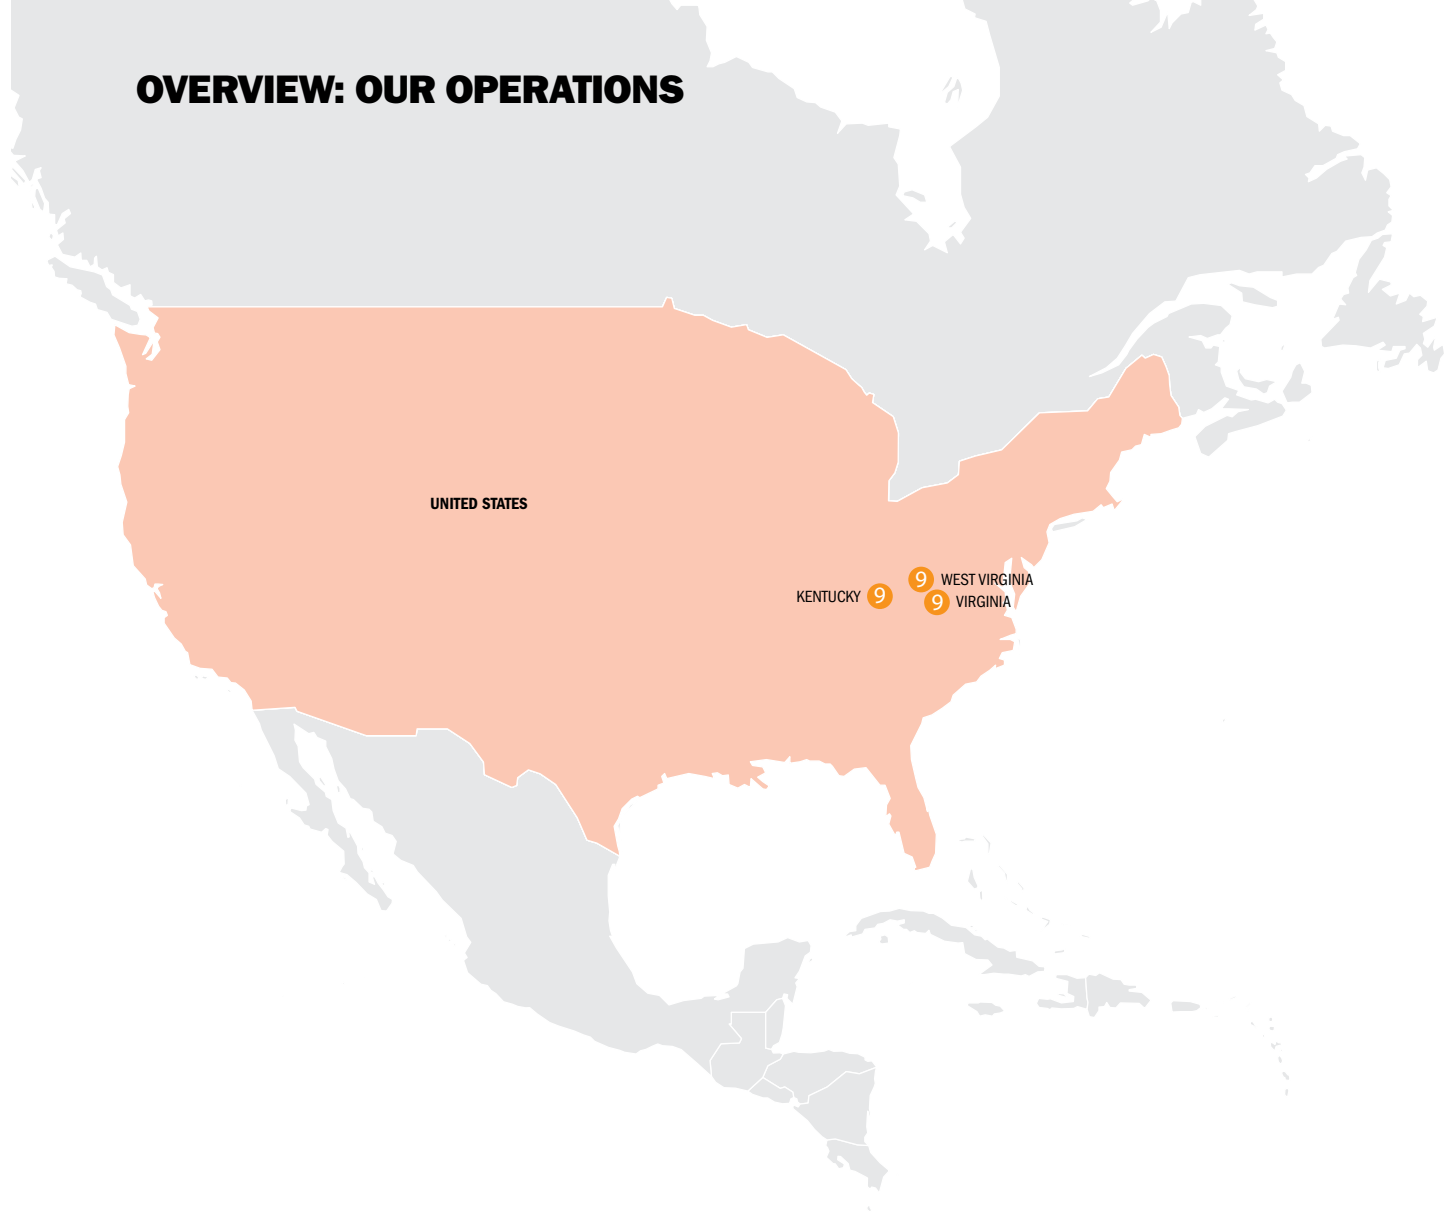 OVERVIEW: OUR OPERATIONS
UNITED STATES
9 WEST VIRGINIA
KENTUCKY 9
9 VIRGINIA